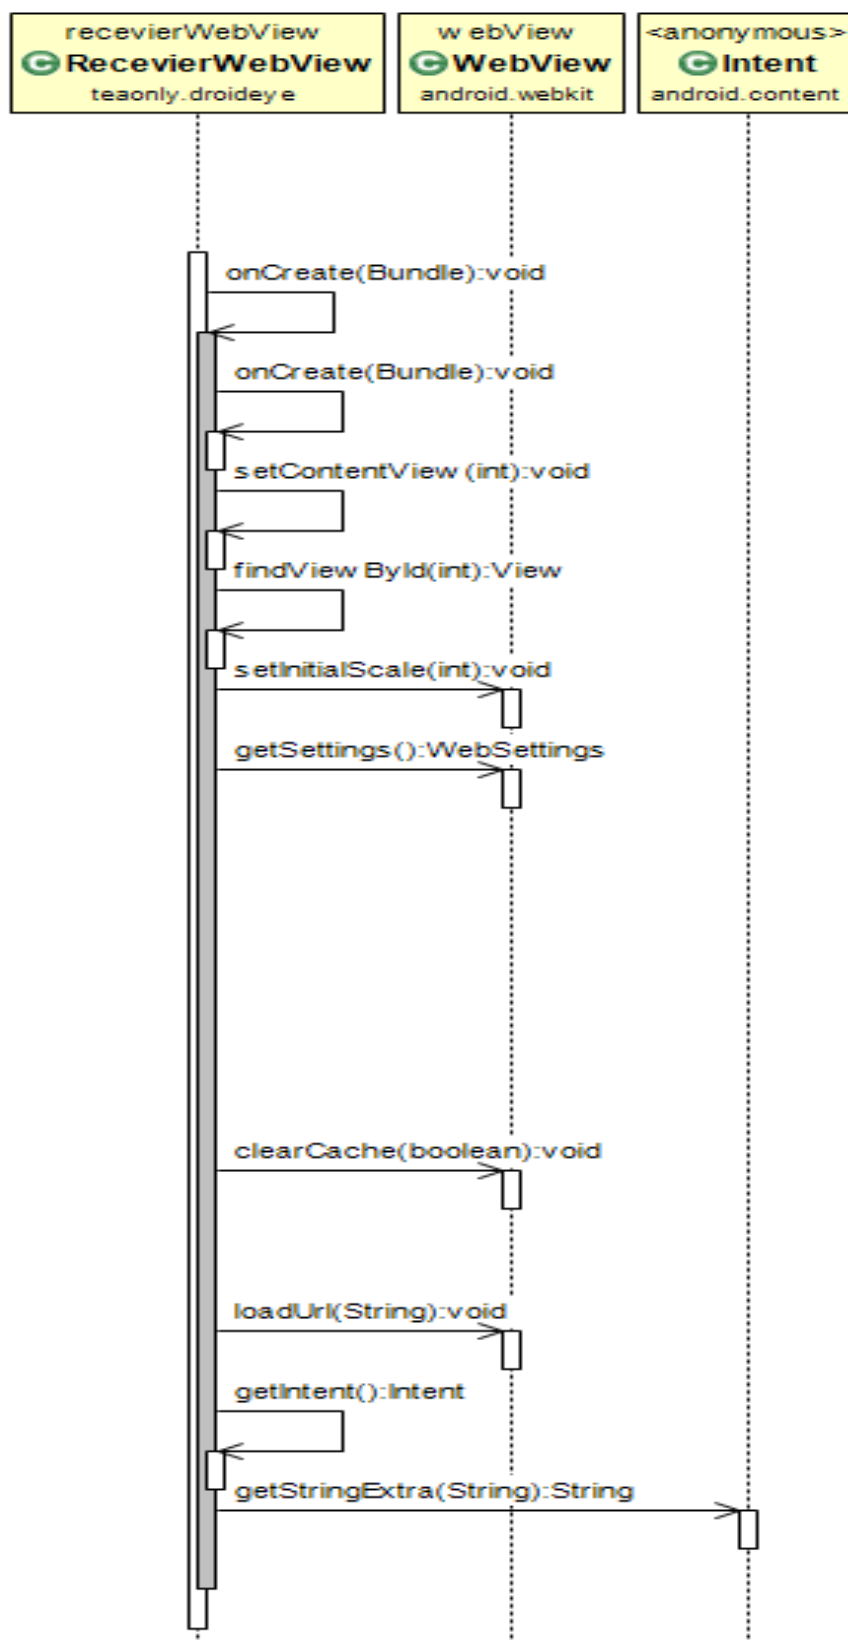 recevierWebView
C RecevierWebView
teaonly.droideye
webView
C WebView
android.webkit
<anonymous>
C Intent
android.content
onCreate(Bundle):void
onCreate(Bundle):void
setContentView(int):void
findViewById(int):View
setInitialScale(int):void
getSettings():WebSettings
clearCache(boolean):void
loadUrl(String):void
getIntent():Intent
getStringExtra(String):String